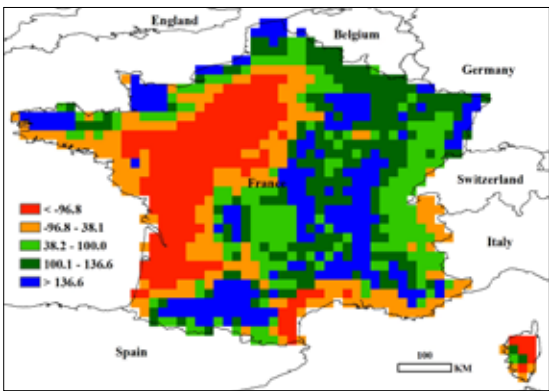 England
Belgium
Germany
France
Switzerland
Italy
< -96.8
-96.8 - 38.1
38.2 - 100.0
100.1 - 136.6
> 136.6
Spain
100
KM